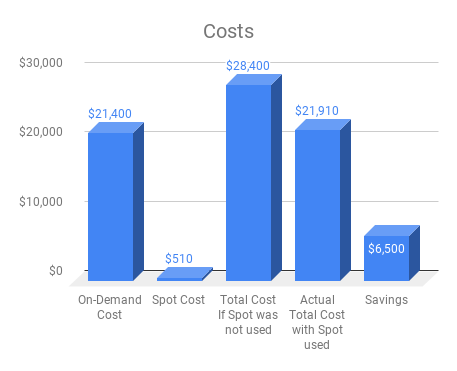 Costs
$30,000
$20,000
$10,000
$0
$21,400
$510
$28,400
$21,910
$6,500
On-Demand
Cost
Spot Cost
Total Cost
If Spot was
not used
Actual
Total Cost
with Spot
used
Savings